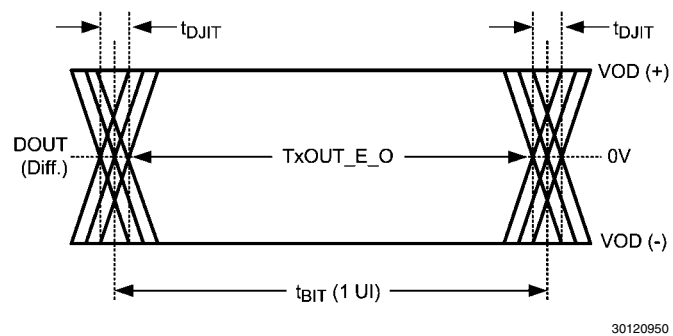 tDJIT
tDJIT
VOD (+)
DOUT
(Diff.)
TxOUT_E_O
0V
VOD (-)
tBIT (1 UI)
30120950